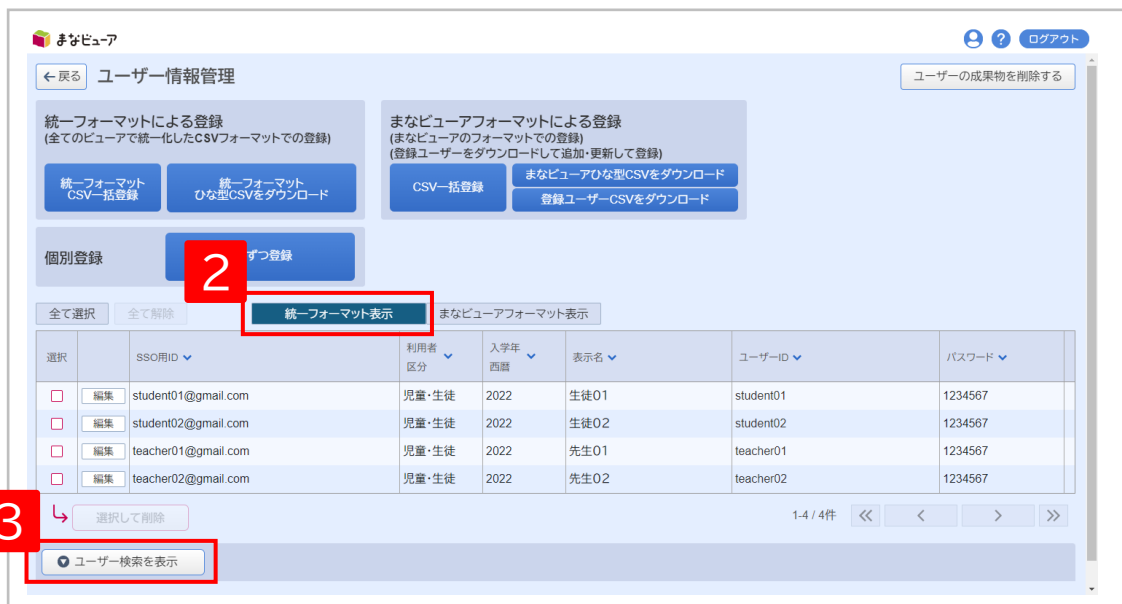 まなビューア
?
ログアウト
←戻る
ユーザー情報管理
ユーザーの成果物を削除する
統一フォーマットによる登録
(全てのビューアで統一化したCSVフォーマットでの登録)
統一フォーマット
CSV一括登録
統一フォーマット
ひな型CSVをダウンロード
まなビューアフォーマットによる登録
(まなビューアのフォーマットでの登録)
(登録ユーザーをダウンロードして追加・更新して登録)
CSV一括登録
まなビューアひな型CSVをダウンロード
登録ユーザーCSVをダウンロード
個別登録
2
ずつ登録
全て選択 全て解除 統一フォーマット表示 まなビューアフォーマット表示
選択 SSO用ID 利用者区分 入学年西暦 表示名 ユーザーID パスワード
編集 student01@gmail.com 児童・生徒 2022 生徒01 student01 1234567
編集 student02@gmail.com 児童・生徒 2022 生徒02 student02 1234567
編集 teacher01@gmail.com 児童・生徒 2022 先生01 teacher01 1234567
編集 teacher02@gmail.com 児童・生徒 2022 先生02 teacher02 1234567
選択して削除
1-4 / 4件
3
ユーザー検索を表示